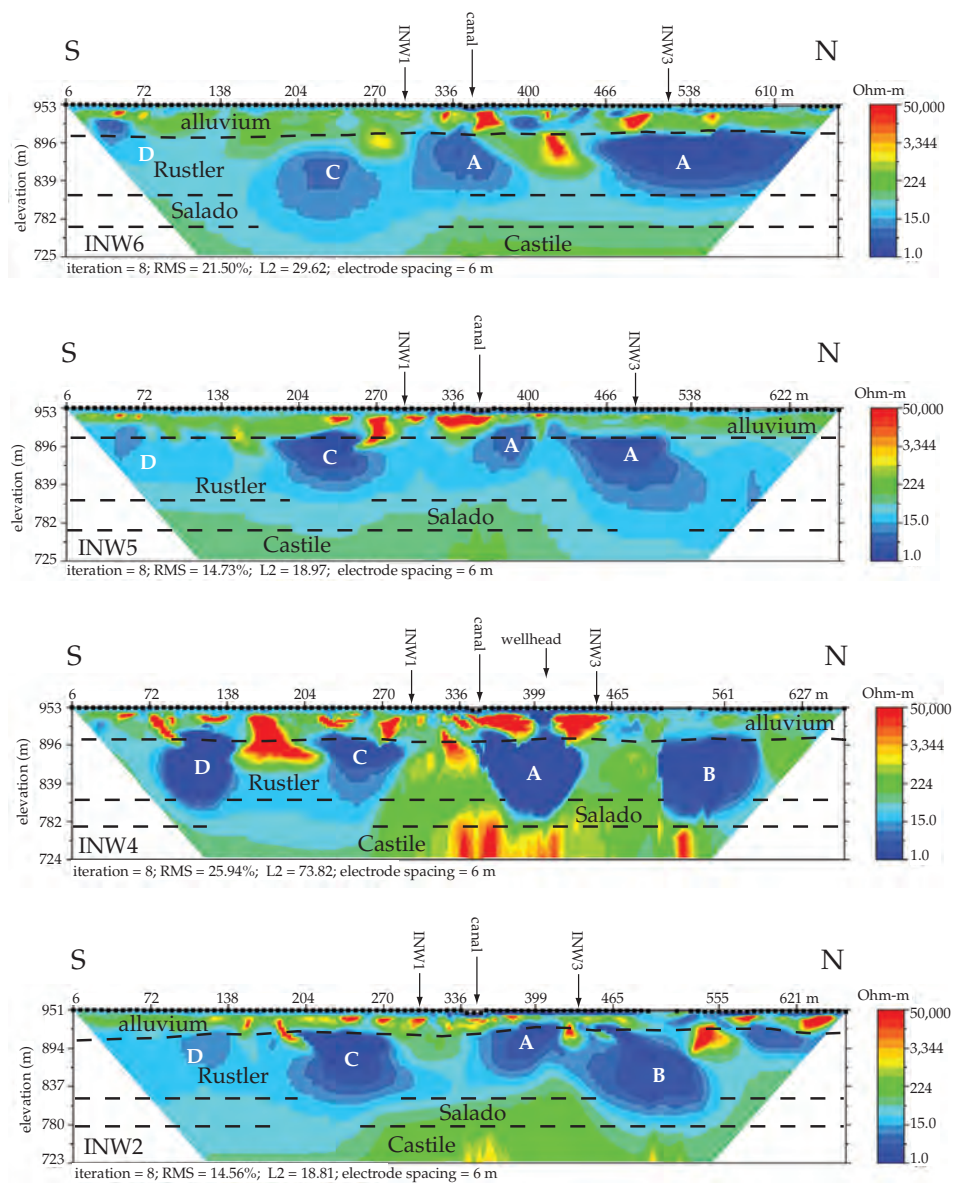 S
N
INW1
canal
INW3
6 72 138 204 270 336 400 466 538 610 m
Ohm-m
elevation (m)
953
896
839
782
725
alluvium
D
Rustler
C
A
A
Salado
Castile
INW6
50,000
3,344
224
15.0
1.0
iteration = 8; RMS = 21.50%; L2 = 29.62; electrode spacing = 6 m
S
N
INW1
canal
INW3
6 72 138 204 270 336 400 466 538 622 m
Ohm-m
elevation (m)
953
896
839
782
725
alluvium
D
C
A
A
Rustler
Salado
Castile
INW5
50,000
3,344
224
15.0
1.0
iteration = 8; RMS = 14.73%; L2 = 18.97; electrode spacing = 6 m
S
N
INW1
canal
wellhead
INW3
6 72 138 204 270 336 399 465 561 627 m
Ohm-m
elevation (m)
953
896
839
782
724
alluvium
D
Rustler
C
A
B
Salado
Castile
INW4
50,000
3,344
224
15.0
1.0
iteration = 8; RMS = 25.94%; L2 = 73.82; electrode spacing = 6 m
S
N
INW1
canal
INW3
6 72 138 204 270 336 399 465 555 621 m
Ohm-m
elevation (m)
951
894
837
780
723
alluvium
D
Rustler
C
A
B
Salado
Castile
INW2
50,000
3,344
224
15.0
1.0
iteration = 8; RMS = 14.56%; L2 = 18.81; electrode spacing = 6 m